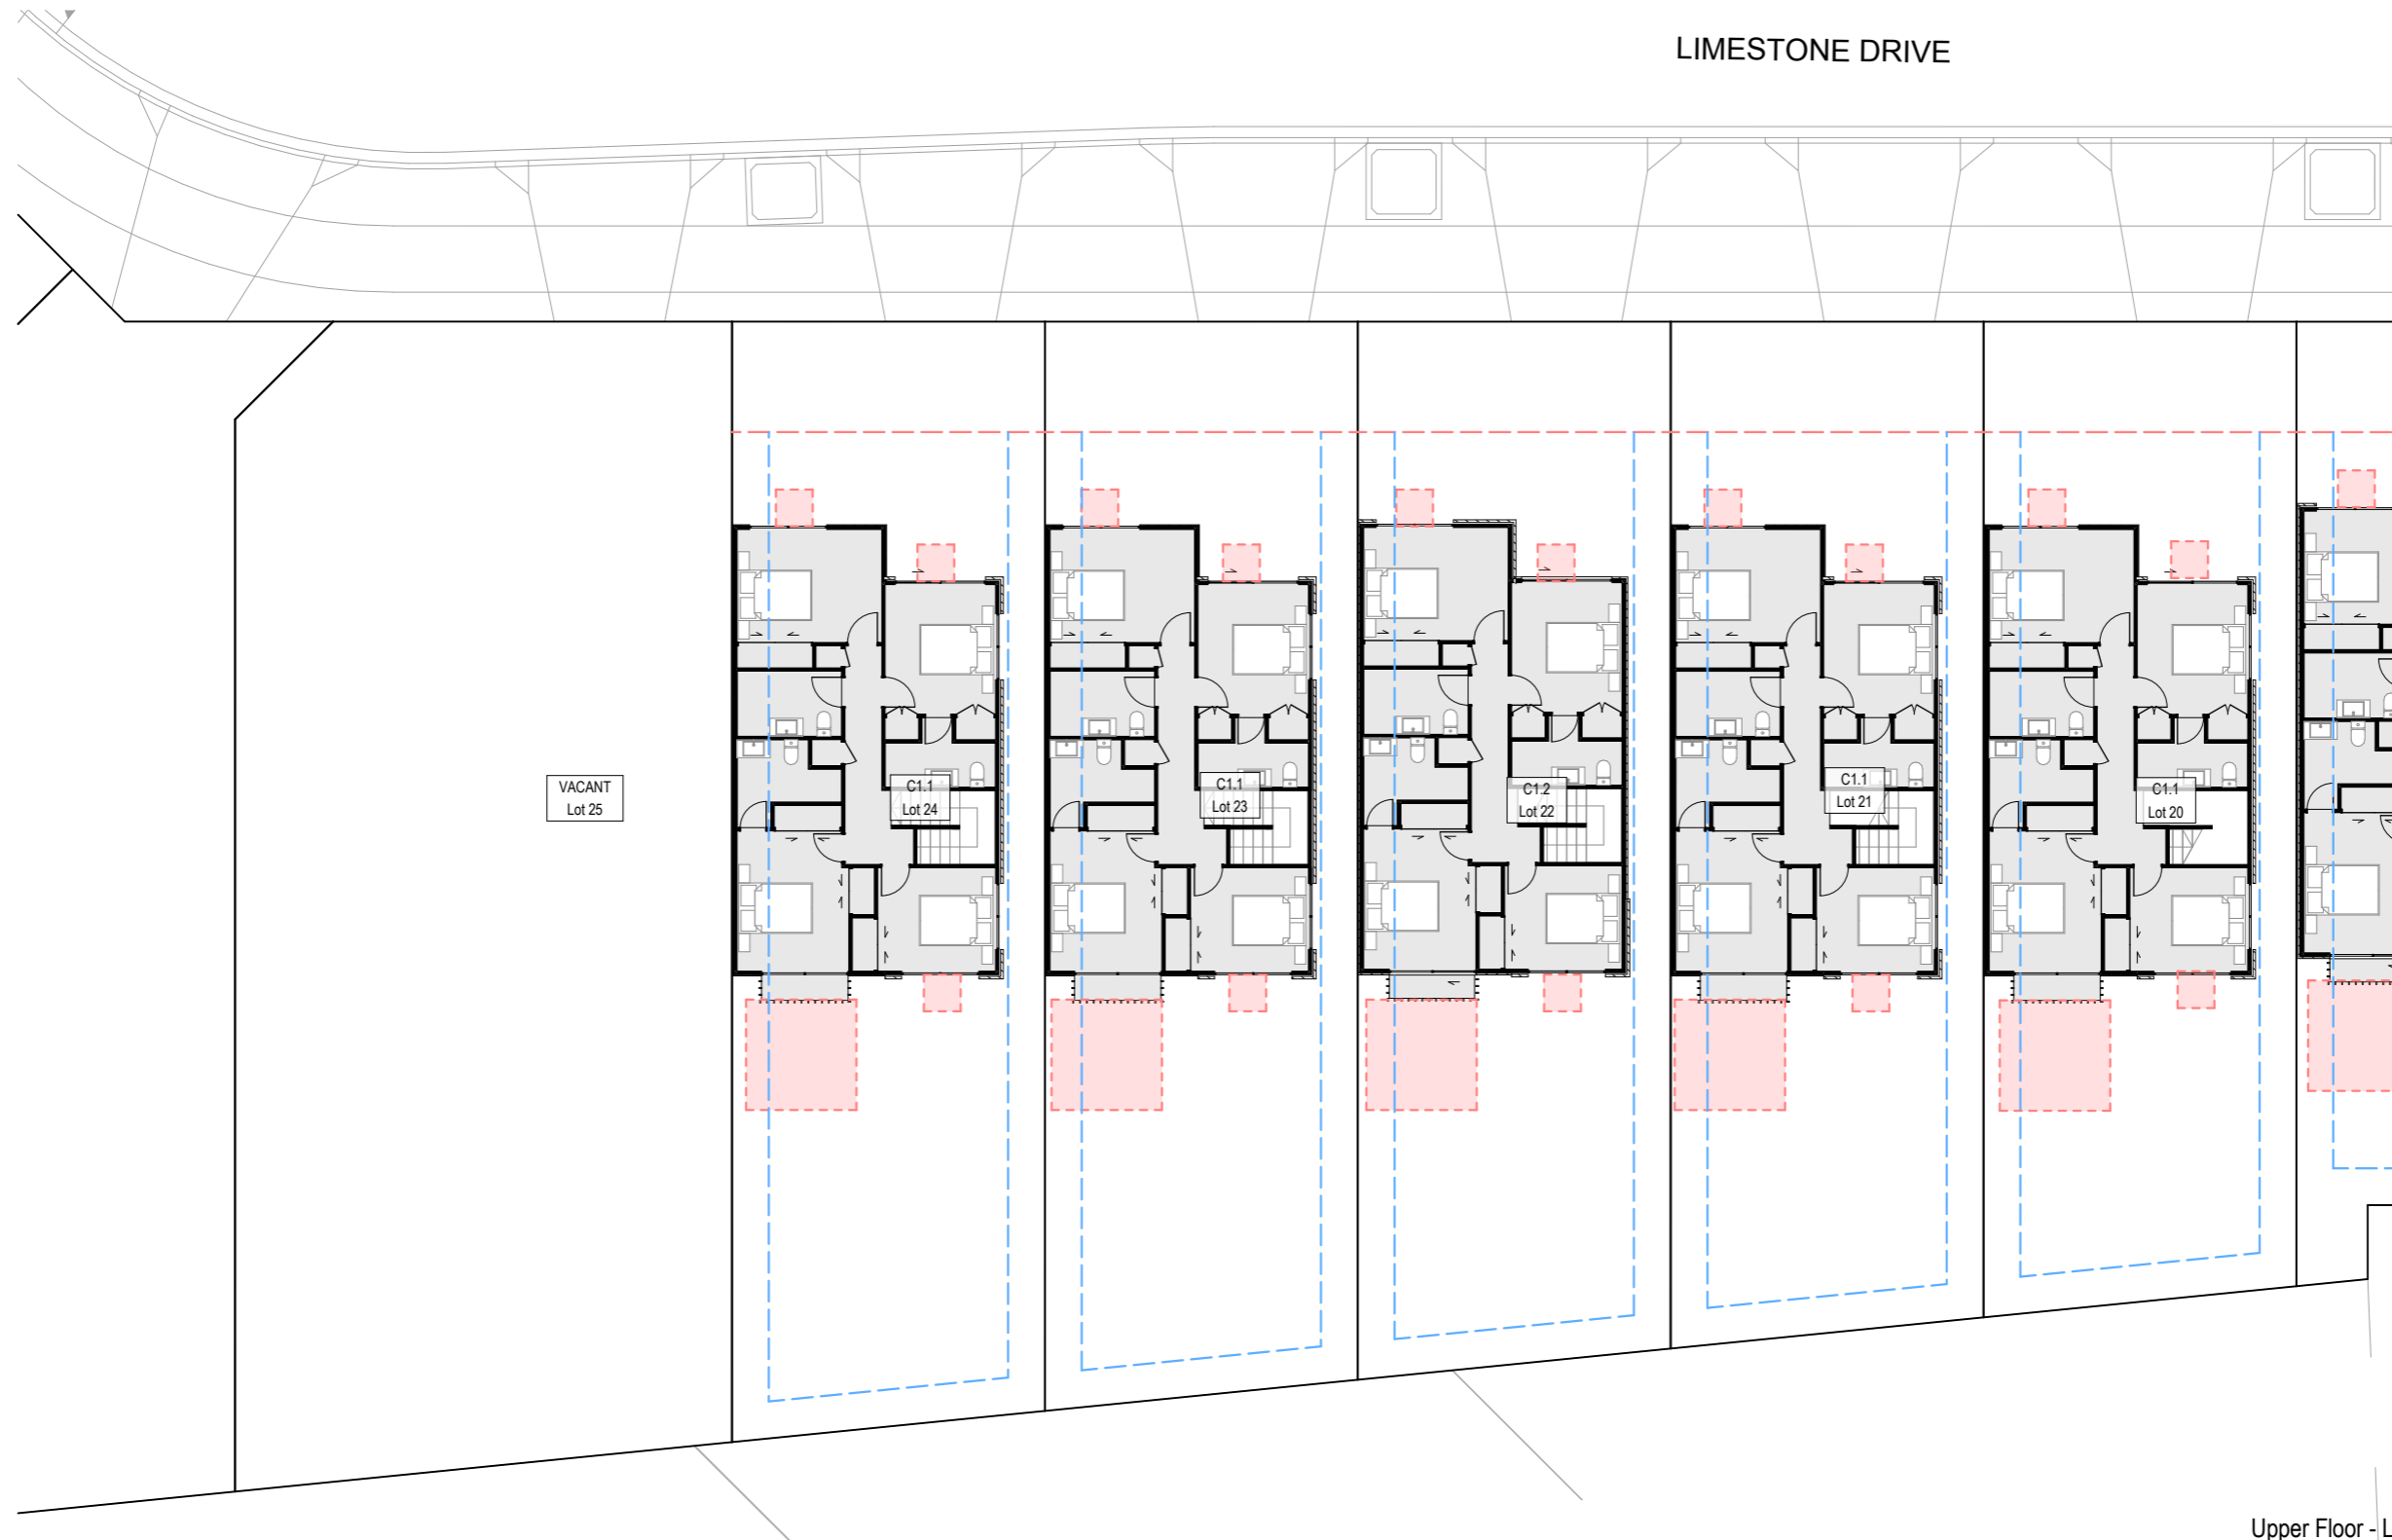 LIMESTONE DRIVE
VACANT
Lot 25
C1.1
Lot 24
C1.1
Lot 23
C1.2
Lot 22
C1.1
Lot 21
C1.1
Lot 20
Upper Floor - L